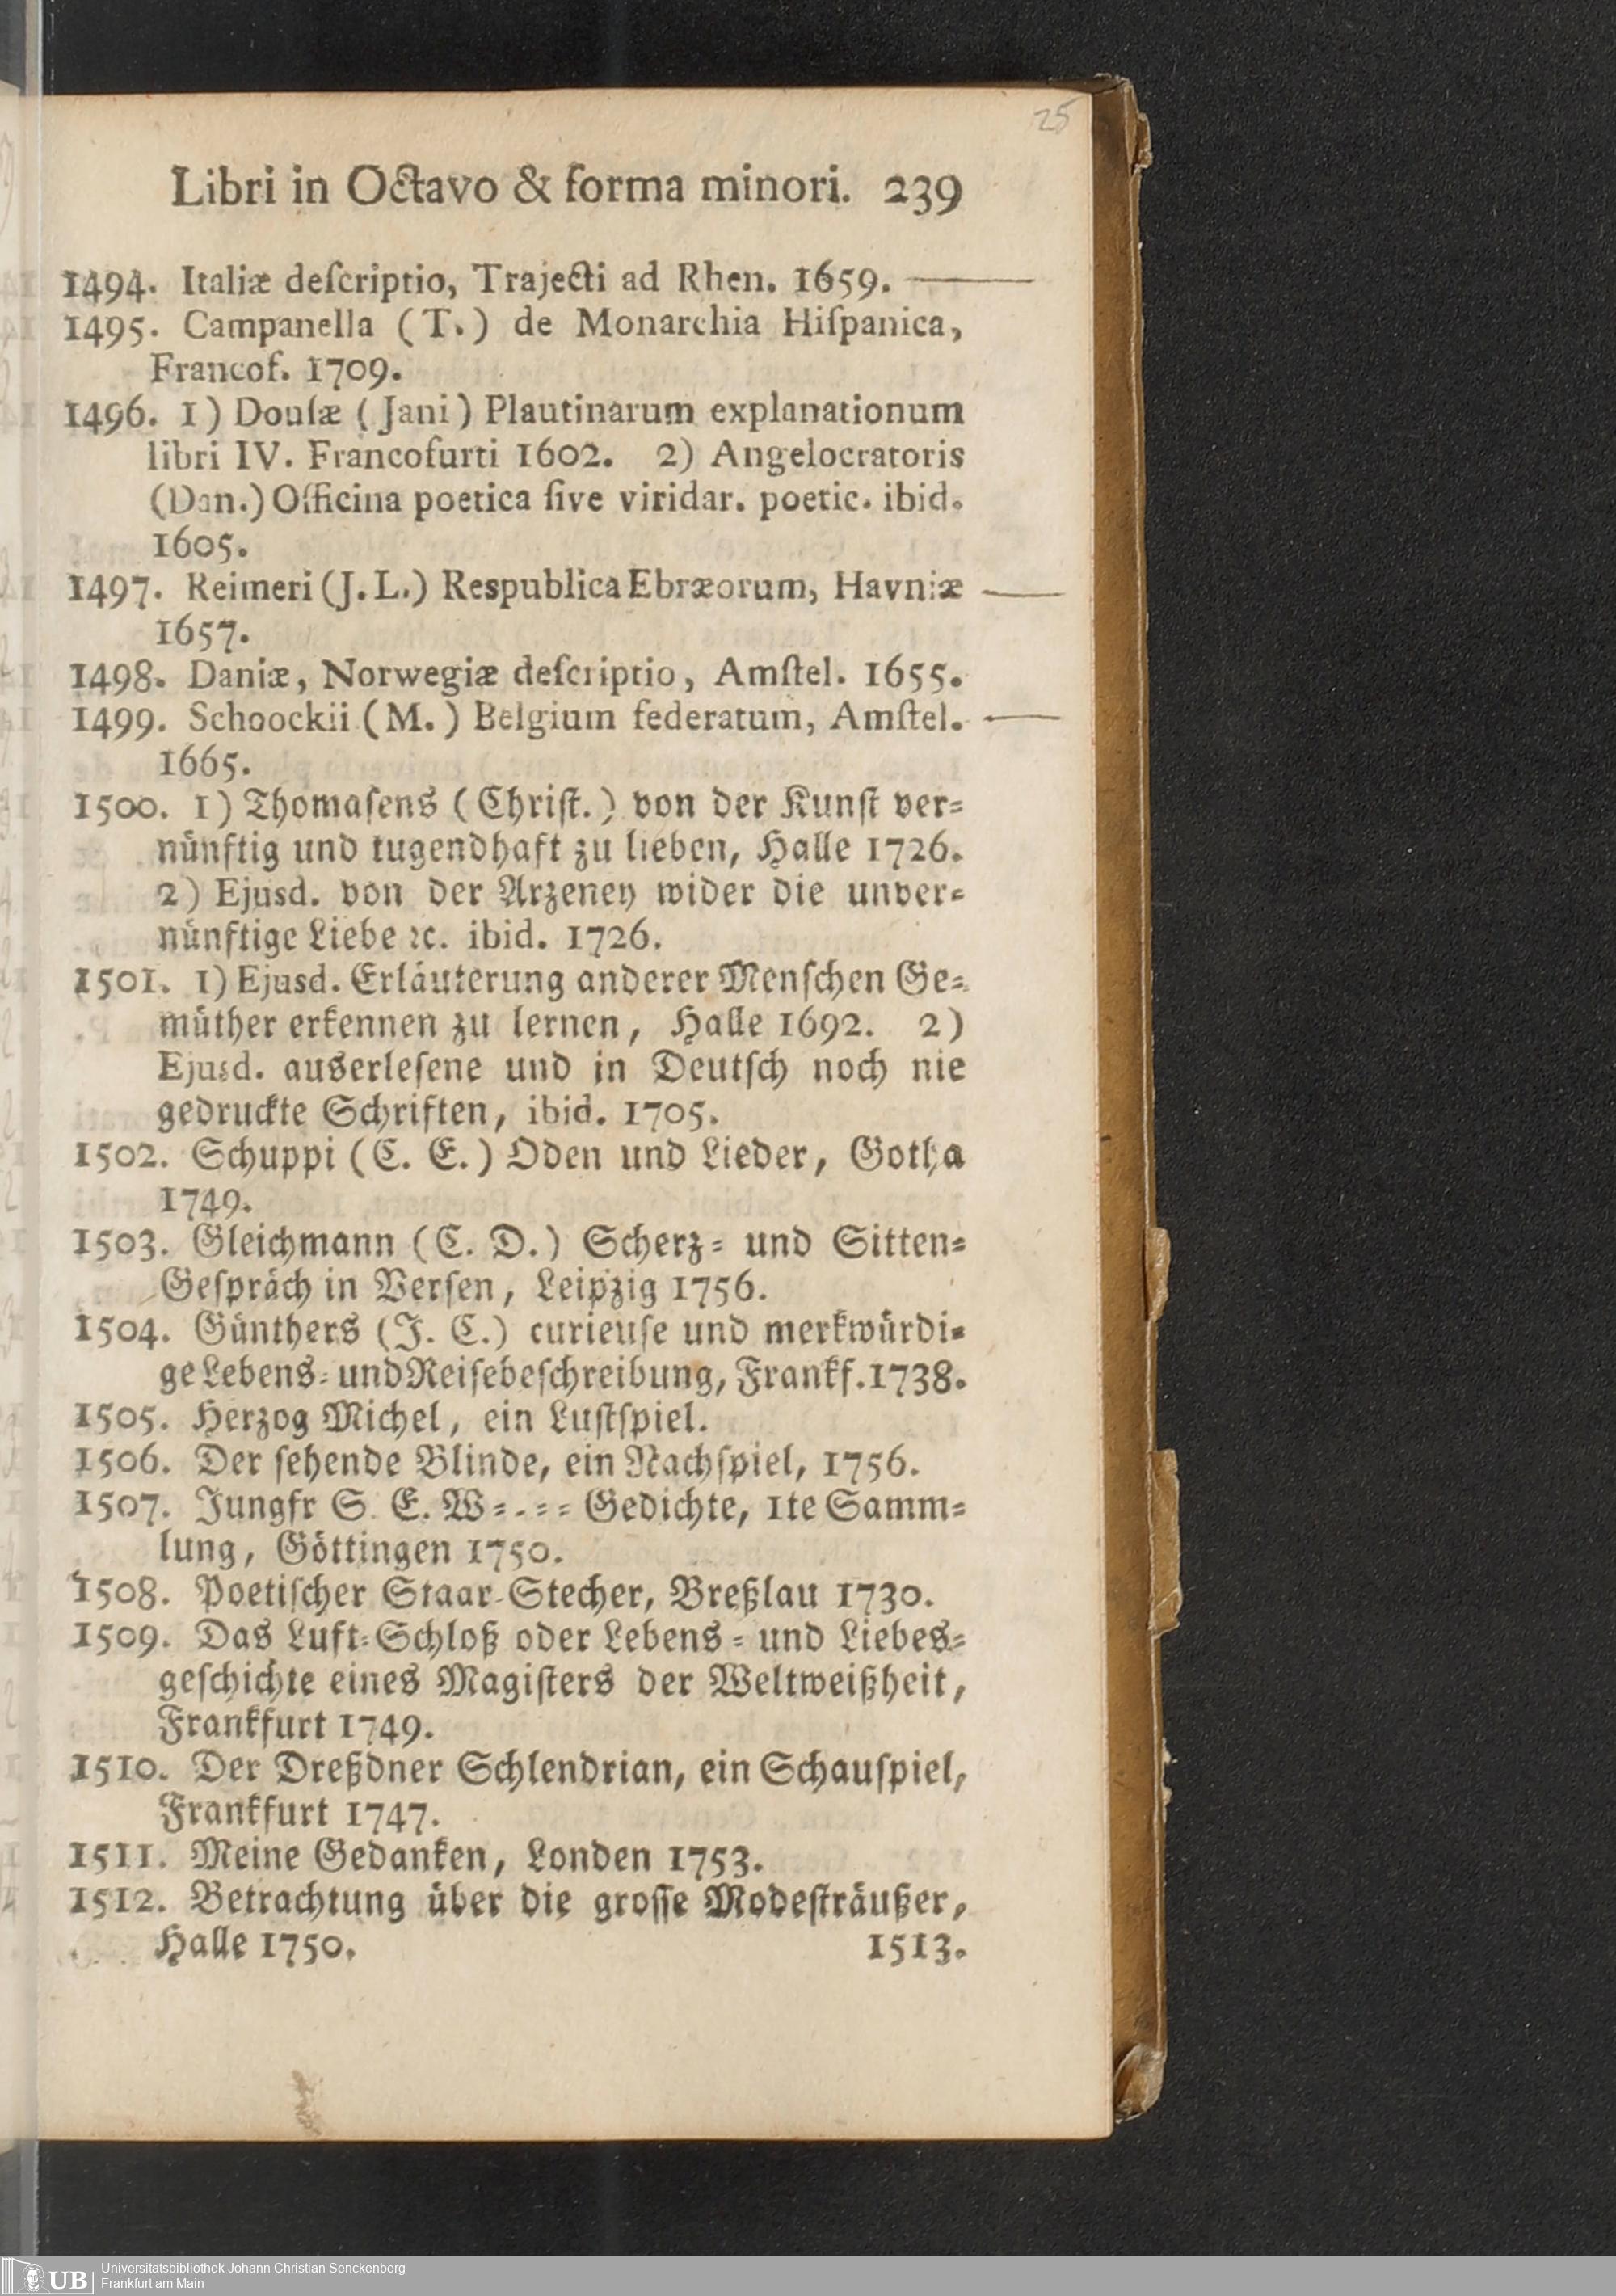 25
Libri in Octavo & forma minori. 239
1494. Italiæ deſcriptio, Trajecti ad Rhen. 1659.
1495. Campanella (T.) de Monarchia Hiſpanica,
Francof. 1709.
1496. 1) Douſæ (Jani) Plautinarum explanationum
libri IV. Francofurti 1602. 2) Angelocratoris
(Dan.) Officina poetica ſive viridar. poetic. ibid.
1605.
1497. Reimeri (J. L.) Respublica Ebræorum, Havniæ
1657.
1498. Daniæ, Norwegiæ deſcriptio, Amſtel. 1655.
1499. Schoockii (M.) Belgium federatum, Amſtel.
1665.
1500. 1) Thomaſens (Chriſt.) von der Kunſt ver=
nünftig und tugendhaft zu lieben, Halle 1726.
2) Ejusd. von der Arzeney wider die unver=
nünftige Liebe ꝛc. ibid. 1726.
1501. 1) Ejusd. Erläuterung anderer Menſchen Ge=
müther erkennen zu lernen, Halle 1692. 2)
Ejusd. auserleſene und in Deutſch noch nie
gedruckte Schriften, ibid. 1705.
1502. Schuppi (C. E.) Oden und Lieder, Gotha
1749.
1503. Gleichmann (C. D.) Scherz= und Sitten=
Geſpräch in Verſen, Leipzig 1756.
1504. Günthers (J. C.) curieuſe und merkwürdi=
ge Lebens= und Reiſebeſchreibung, Frankf. 1738.
1505. Herzog Michel, ein Luſtſpiel.
1506. Der ſehende Blinde, ein Nachſpiel, 1756.
1507. Jungfr S. E. W=-== Gedichte, 1te Samm=
lung, Göttingen 1750.
1508. Poetiſcher Staar-Stecher, Breßlau 1730.
1509. Das Luft=Schloß oder Lebens= und Liebes=
geſchichte eines Magiſters der Weltweißheit,
Frankfurt 1749.
1510. Der Dreßdner Schlendrian, ein Schauſpiel,
Frankfurt 1747.
1511. Meine Gedanken, Londen 1753.
1512. Betrachtung über die groſſe Modeſträußer,
Halle 1750. 1513.
UB Universitätsbibliothek Johann Christian Senckenberg
Frankfurt am Main